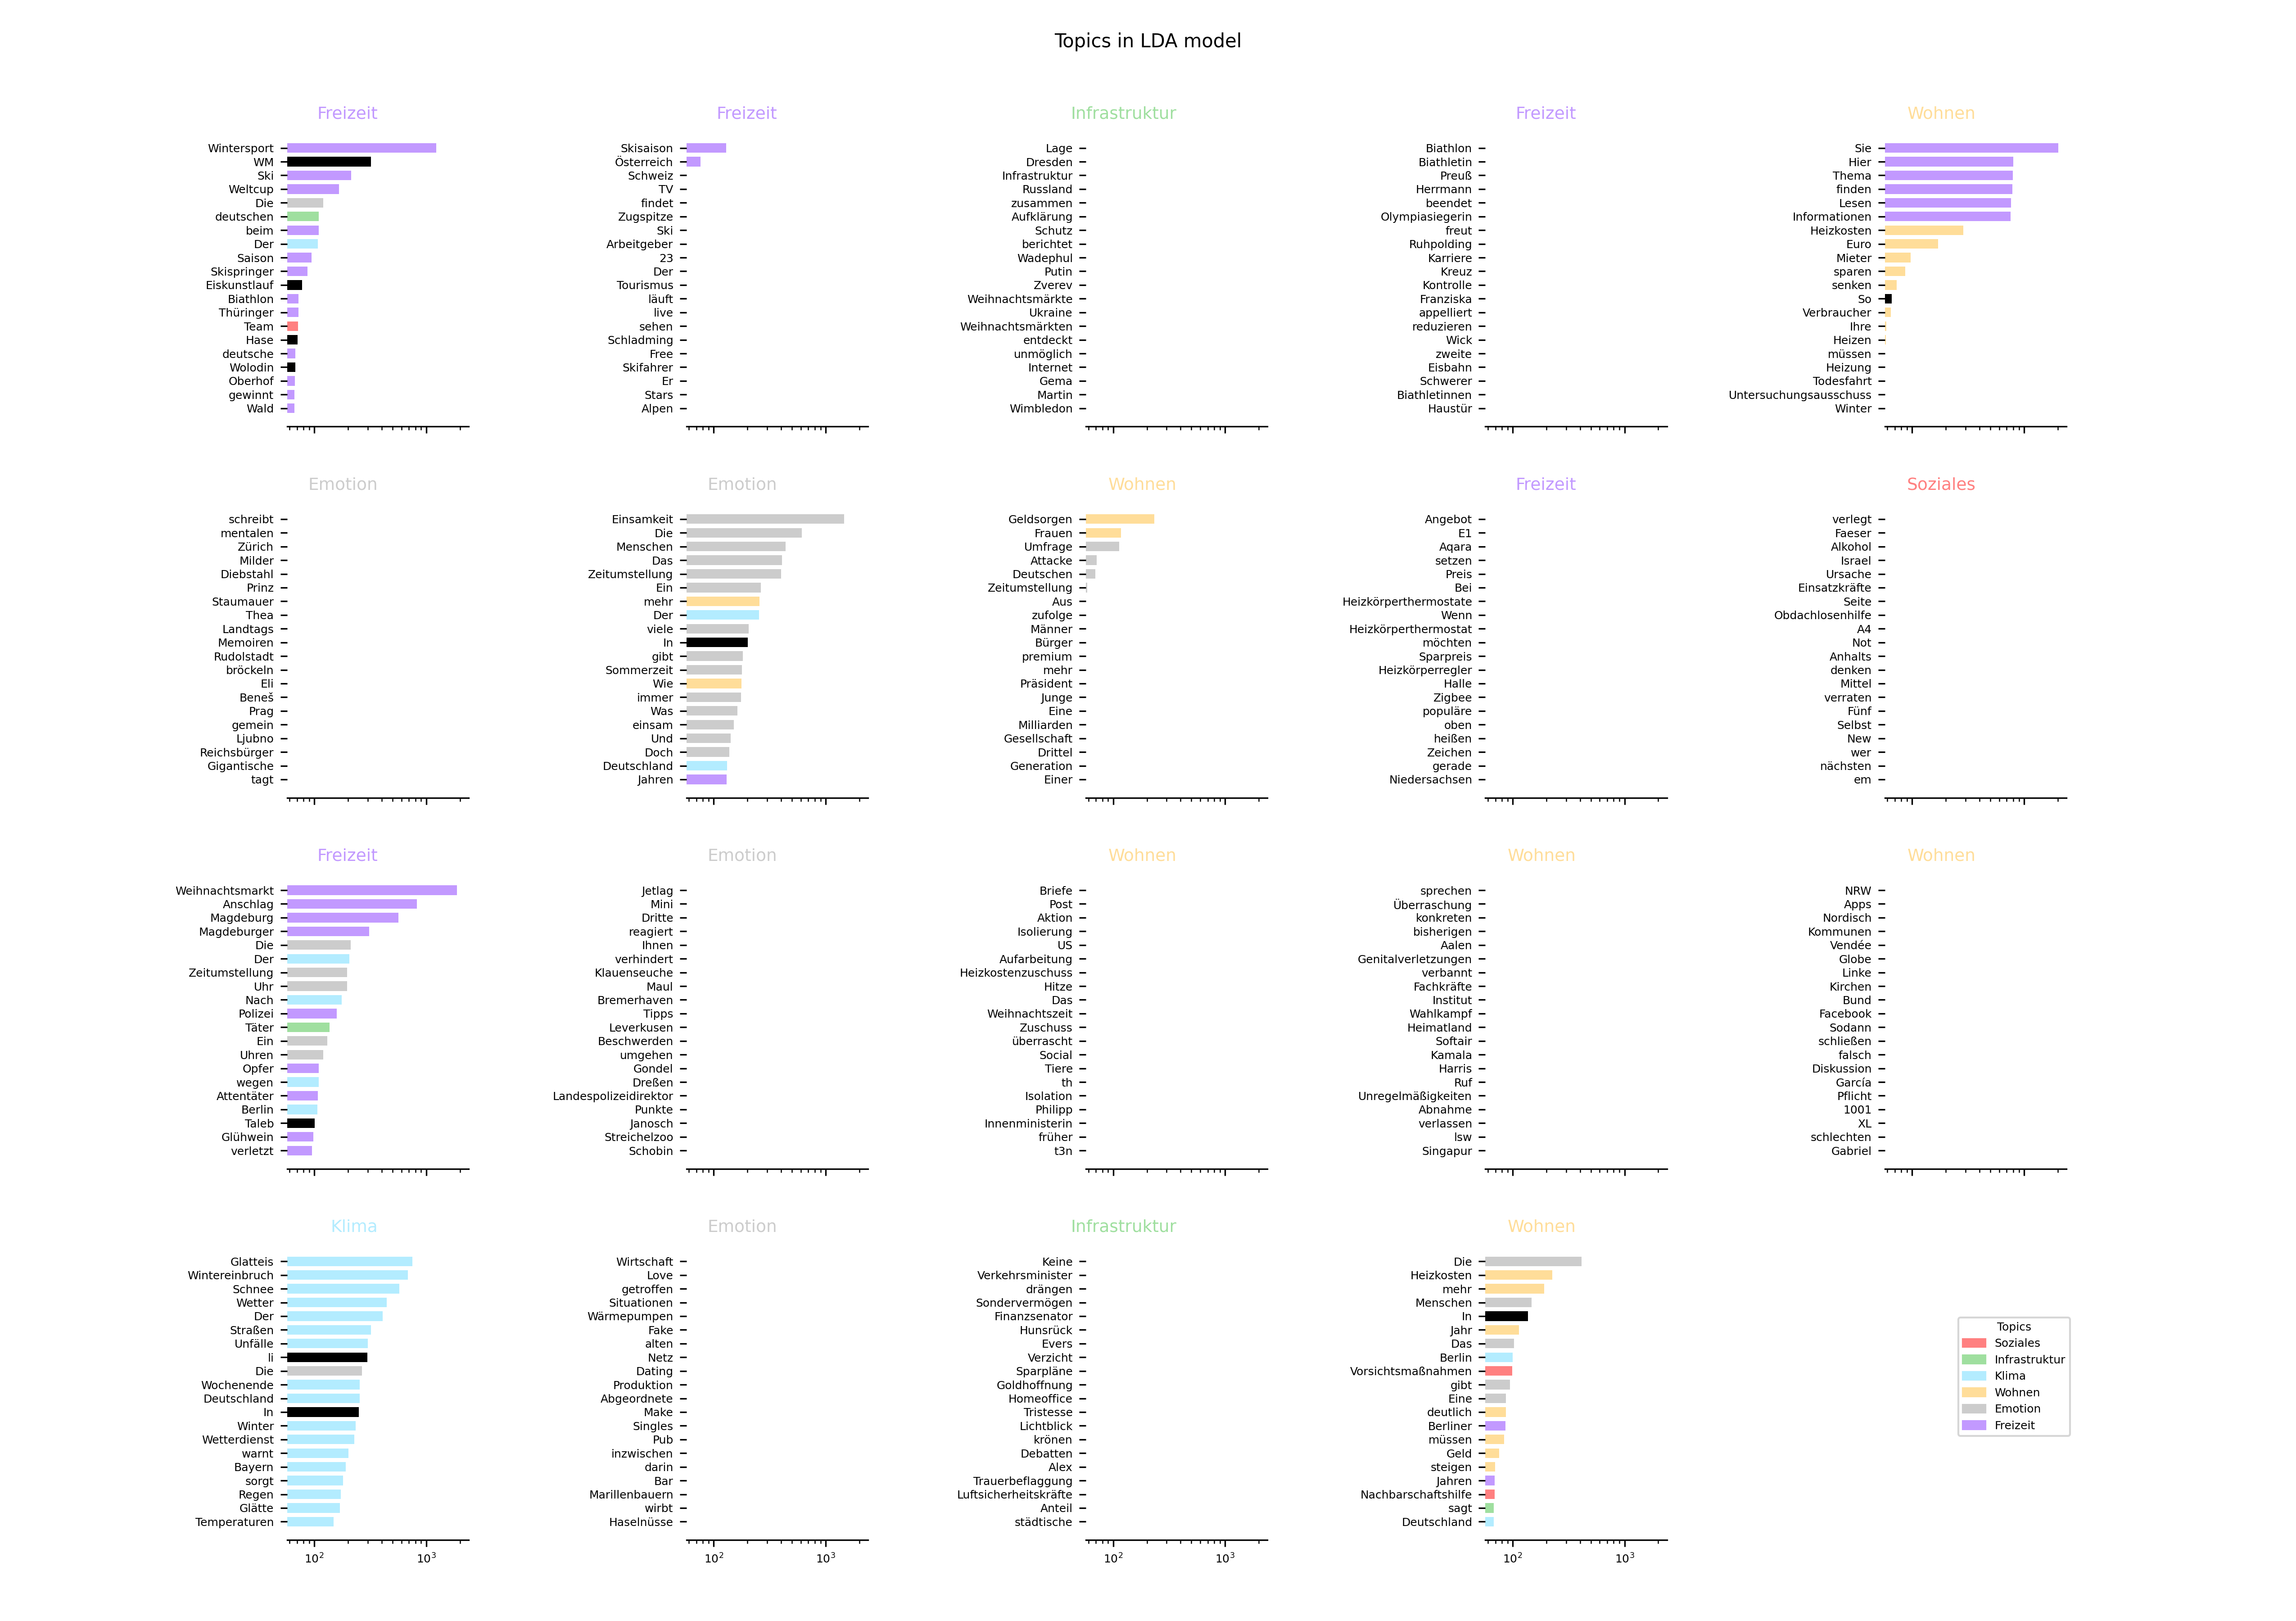 Topics in LDA model
Freizeit
Wintersport
WM
Ski
Weltcup
Die
deutschen
beim
Der
Saison
Skispringer
Eiskunstlauf
Biathlon
Thüringer
Team
Hase
deutsche
Wolodin
Oberhof
gewinnt
Wald
Freizeit
Skisaison
Österreich
Schweiz
TV
findet
Zugspitze
Ski
Arbeitgeber
23
Der
Tourismus
läuft
live
sehen
Schladming
Free
Skifahrer
Er
Stars
Alpen
Infrastruktur
Lage
Dresden
Infrastruktur
Russland
zusammen
Aufklärung
Schutz
berichtet
Wadephul
Putin
Zverev
Weihnachtsmärkte
Ukraine
Weihnachtsmärkten
entdeckt
unmöglich
Internet
Gema
Martin
Wimbledon
Freizeit
Biathlon
Biathletin
Preuß
Herrmann
beendet
Olympiasiegerin
freut
Ruhpolding
Karriere
Kreuz
Kontrolle
Franziska
appelliert
reduzieren
Wick
zweite
Eisbahn
Schwerer
Biathletinnen
Haustür
Wohnen
Sie
Hier
Thema
finden
Lesen
Informationen
Heizkosten
Euro
Mieter
sparen
senken
So
Verbraucher
Ihre
Heizen
müssen
Heizung
Todesfahrt
Untersuchungsausschuss
Winter
Emotion
schreibt
mentalen
Zürich
Milder
Diebstahl
Prinz
Staumauer
Thea
Landtags
Memoiren
Rudolstadt
bröckeln
Eli
Beneš
Prag
gemein
Ljubno
Reichsbürger
Gigantische
tagt
Emotion
Einsamkeit
Die
Menschen
Das
Zeitumstellung
Ein
mehr
Der
viele
In
gibt
Sommerzeit
Wie
immer
Was
einsam
Und
Doch
Deutschland
Jahren
Wohnen
Geldsorgen
Frauen
Umfrage
Attacke
Deutschen
Zeitumstellung
Aus
zufolge
Männer
Bürger
premium
mehr
Präsident
Junge
Eine
Milliarden
Gesellschaft
Drittel
Generation
Einer
Freizeit
Angebot
E1
Aqara
setzen
Preis
Bei
Heizkörperthermostate
Wenn
Heizkörperthermostat
möchten
Sparpreis
Heizkörperregler
Halle
Zigbee
populäre
oben
heißen
Zeichen
gerade
Niedersachsen
Soziales
verlegt
Faeser
Alkohol
Israel
Ursache
Einsatzkräfte
Seite
Obdachlosenhilfe
A4
Not
Anhalts
denken
Mittel
verraten
Fünf
Selbst
New
wer
nächsten
em
Freizeit
Weihnachtsmarkt
Anschlag
Magdeburg
Magdeburger
Die
Der
Zeitumstellung
Uhr
Nach
Polizei
Täter
Ein
Uhren
Opfer
wegen
Attentäter
Berlin
Taleb
Glühwein
verletzt
Emotion
Jetlag
Mini
Dritte
reagiert
Ihnen
verhindert
Klauenseuche
Maul
Bremerhaven
Tipps
Leverkusen
Beschwerden
umgehen
Gondel
Dreßen
Landespolizeidirektor
Punkte
Janosch
Streichelzoo
Schobin
Wohnen
Briefe
Post
Aktion
Isolierung
US
Aufarbeitung
Heizkostenzuschuss
Hitze
Das
Weihnachtszeit
Zuschuss
überrascht
Social
Tiere
th
Isolation
Philipp
Innenministerin
früher
t3n
Wohnen
sprechen
Überraschung
konkreten
bisherigen
Aalen
Genitalverletzungen
verbannt
Fachkräfte
Institut
Wahlkampf
Heimatland
Softair
Kamala
Harris
Ruf
Unregelmäßigkeiten
Abnahme
verlassen
lsw
Singapur
Wohnen
NRW
Apps
Nordisch
Kommunen
Vendée
Globe
Linke
Kirchen
Bund
Facebook
Sodann
schließen
falsch
Diskussion
García
Pflicht
1001
XL
schlechten
Gabriel
Klima
Glatteis
Wintereinbruch
Schnee
Wetter
Der
Straßen
Unfälle
li
Die
Wochenende
Deutschland
In
Winter
Wetterdienst
warnt
Bayern
sorgt
Regen
Glätte
Temperaturen
10² 10³
Emotion
Wirtschaft
Love
getroffen
Situationen
Wärmepumpen
Fake
alten
Netz
Dating
Produktion
Abgeordnete
Make
Singles
Pub
inzwischen
darin
Bar
Marillenbauern
wirbt
Haselnüsse
10² 10³
Infrastruktur
Keine
Verkehrsminister
drängen
Sondervermögen
Finanzsenator
Hunsrück
Evers
Verzicht
Sparpläne
Goldhoffnung
Homeoffice
Tristesse
Lichtblick
krönen
Debatten
Alex
Trauerbeflaggung
Luftsicherheitskräfte
Anteil
städtische
10² 10³
Wohnen
Die
Heizkosten
mehr
Menschen
In
Jahr
Das
Berlin
Vorsichtsmaßnahmen
gibt
Eine
deutlich
Berliner
müssen
Geld
steigen
Jahren
Nachbarschaftshilfe
sagt
Deutschland
10² 10³
Topics
Soziales
Infrastruktur
Klima
Wohnen
Emotion
Freizeit